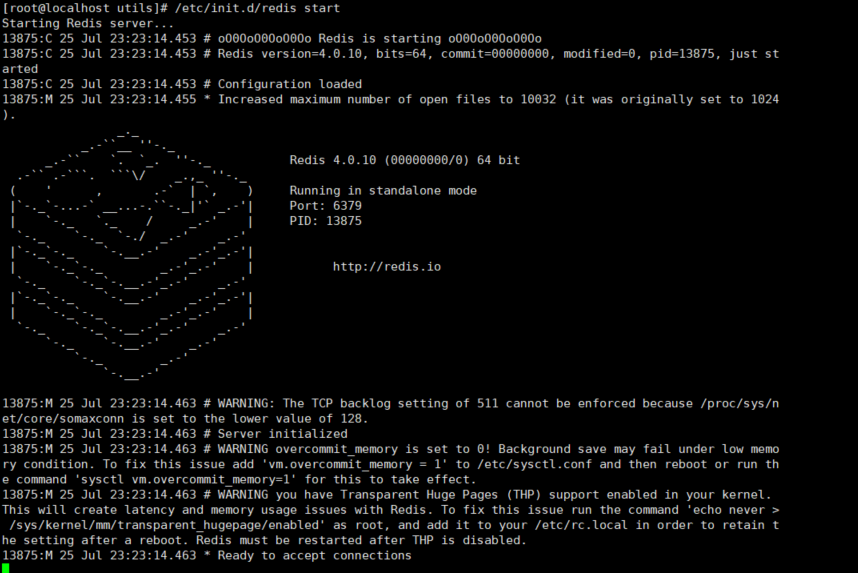 [root@localhost utils]# /etc/init.d/redis start
Starting Redis server...
13875:C 25 Jul 23:23:14.453 # oO0OoO0OoO0Oo Redis is starting oO0OoO0OoO0Oo
13875:C 25 Jul 23:23:14.453 # Redis version=4.0.10, bits=64, commit=00000000, modified=0, pid=13875, just st
arted
13875:C 25 Jul 23:23:14.453 # Configuration loaded
13875:M 25 Jul 23:23:14.455 * Increased maximum number of open files to 10032 (it was originally set to 1024
).
Redis 4.0.10 (00000000/0) 64 bit
Running in standalone mode
Port: 6379
PID: 13875
http://redis.io
13875:M 25 Jul 23:23:14.463 # WARNING: The TCP backlog setting of 511 cannot be enforced because /proc/sys/n
et/core/somaxconn is set to the lower value of 128.
13875:M 25 Jul 23:23:14.463 # Server initialized
13875:M 25 Jul 23:23:14.463 # WARNING overcommit_memory is set to 0! Background save may fail under low memo
ry condition. To fix this issue add 'vm.overcommit_memory = 1' to /etc/sysctl.conf and then reboot or run th
e command 'sysctl vm.overcommit_memory=1' for this to take effect.
13875:M 25 Jul 23:23:14.463 # WARNING you have Transparent Huge Pages (THP) support enabled in your kernel.
This will create latency and memory usage issues with Redis. To fix this issue run the command 'echo never >
 /sys/kernel/mm/transparent_hugepage/enabled' as root, and add it to your /etc/rc.local in order to retain t
he setting after a reboot. Redis must be restarted after THP is disabled.
13875:M 25 Jul 23:23:14.463 * Ready to accept connections